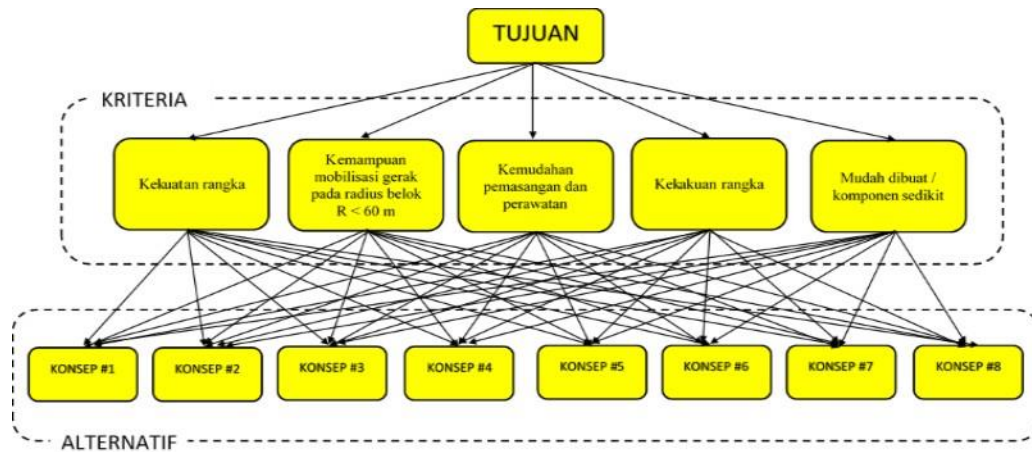 TUJUAN
KRITERIA
Kekuatan rangka
Kemampuan
mobilisasi gerak
pada radius belok
R < 60 m
Kemudahan
pemasangan dan
perawatan
Kekakuan rangka
Mudah dibuat /
komponen sedikit
KONSEP #1
KONSEP #2
KONSEP #3
KONSEP #4
KONSEP #5
KONSEP #6
KONSEP #7
KONSEP #8
ALTERNATIF